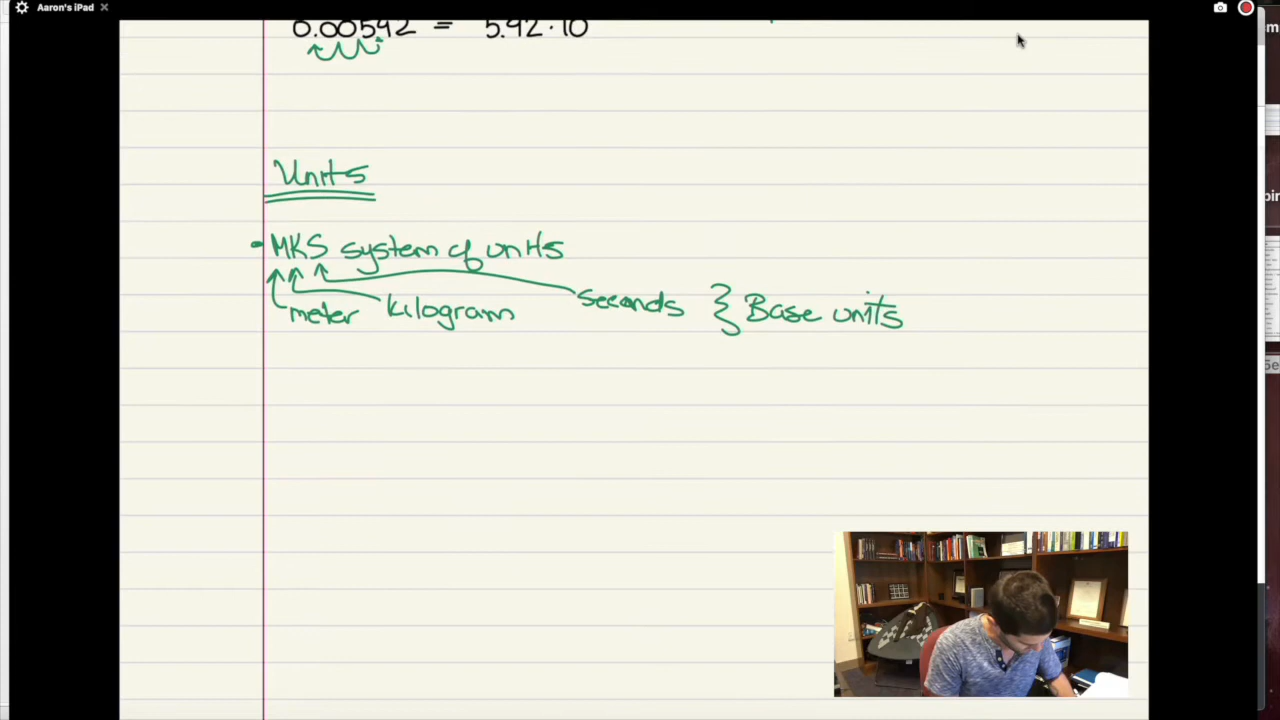 Aaron's iPad
0.00592 = 5.92·10
Units
MKS system of units
meter kilogram seconds } Base units